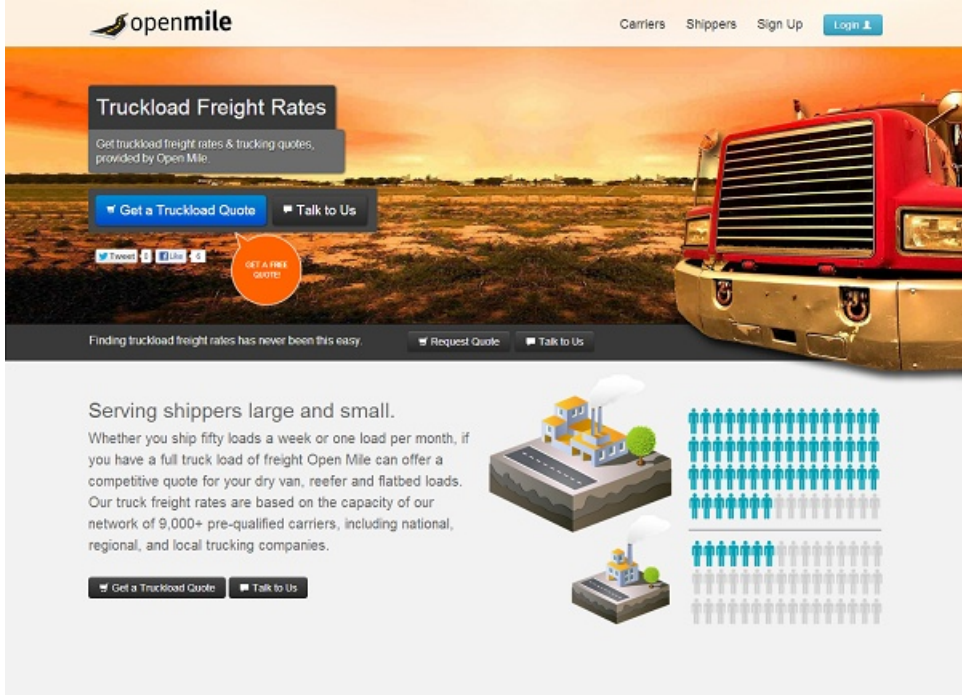 openmile
Carriers Shippers Sign Up Login
Truckload Freight Rates
Get truckload freight rates & trucking quotes,
provided by Open Mile.
Get a Truckload Quote Talk to Us
Tweet 0 Like 6
GET A FREE
QUOTE!
Finding truckload freight rates has never been this easy. Request Quote Talk to Us
Serving shippers large and small.
Whether you ship fifty loads a week or one load per month, if
you have a full truck load of freight Open Mile can offer a
competitive quote for your dry van, reefer and flatbed loads.
Our truck freight rates are based on the capacity of our
network of 9,000+ pre-qualified carriers, including national,
regional, and local trucking companies.
Get a Truckload Quote Talk to Us